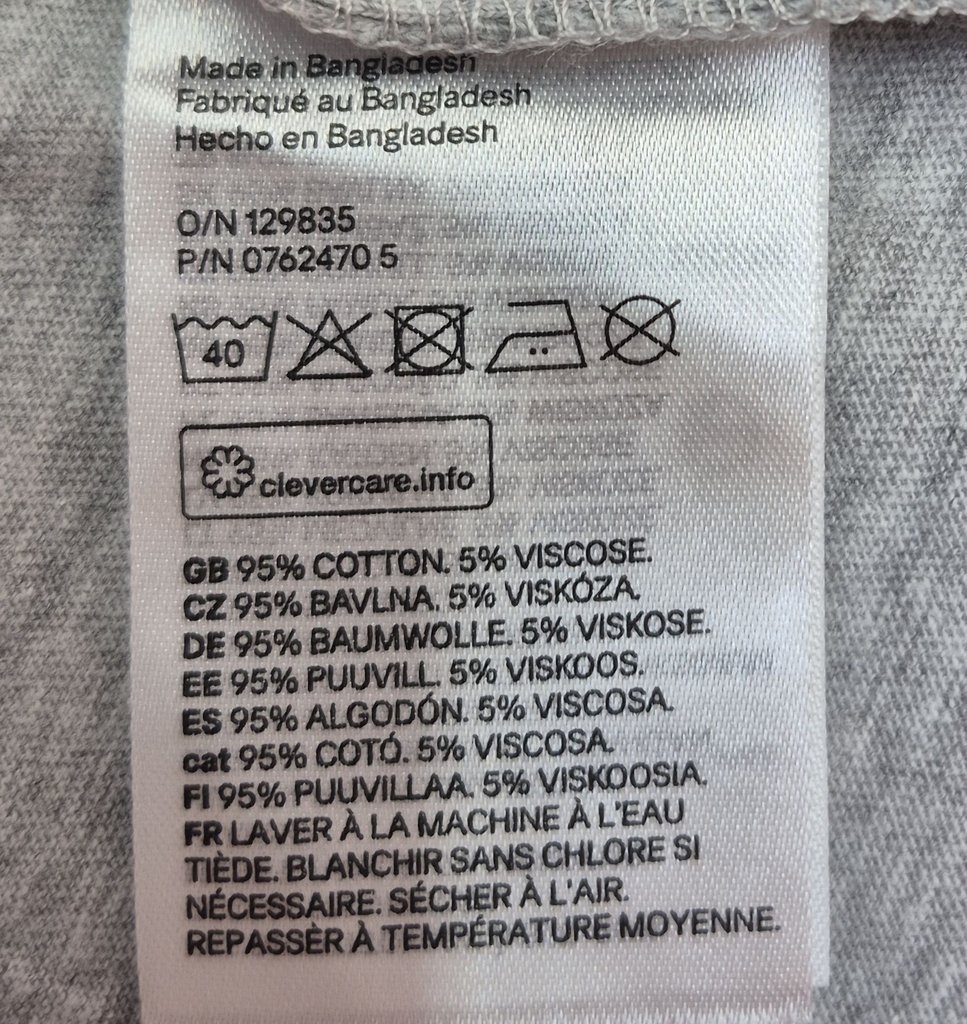 Made in Bangladesh
Fabriqué au Bangladesh
Hecho en Bangladesh
O/N 129835
P/N 0762470 5
40
clevercare.info
GB 95% COTTON. 5% VISCOSE.
CZ 95% BAVLNA. 5% VISKÓZA.
DE 95% BAUMWOLLE. 5% VISKOSE.
EE 95% PUUVILL. 5% VISKOOS.
ES 95% ALGODÓN. 5% VISCOSA.
cat 95% COTÓ. 5% VISCOSA.
FI 95% PUUVILLAA. 5% VISKOOSIA.
FR LAVER À LA MACHINE À L'EAU
TIÈDE. BLANCHIR SANS CHLORE SI
NÉCESSAIRE. SÉCHER À L'AIR.
REPASSÈR À TEMPÉRATURE MOYENNE.